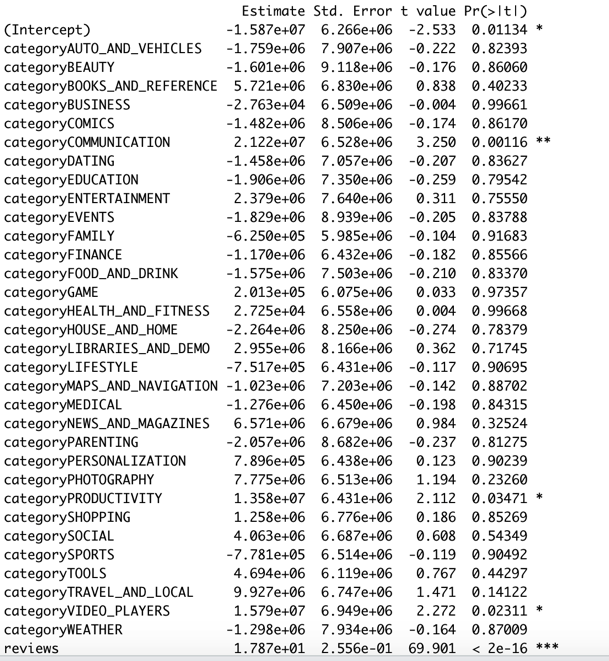 Estimate Std. Error t value Pr(>|t|)
(Intercept) -1.587e+07 6.266e+06 -2.533 0.01134 *
categoryAUTO_AND_VEHICLES -1.759e+06 7.907e+06 -0.222 0.82393
categoryBEAUTY -1.601e+06 9.118e+06 -0.176 0.86060
categoryBOOKS_AND_REFERENCE 5.721e+06 6.830e+06 0.838 0.40233
categoryBUSINESS -2.763e+04 6.509e+06 -0.004 0.99661
categoryCOMICS -1.482e+06 8.506e+06 -0.174 0.86170
categoryCOMMUNICATION 2.122e+07 6.528e+06 3.250 0.00116 **
categoryDATING -1.458e+06 7.057e+06 -0.207 0.83627
categoryEDUCATION -1.906e+06 7.350e+06 -0.259 0.79542
categoryENTERTAINMENT 2.379e+06 7.640e+06 0.311 0.75550
categoryEVENTS -1.829e+06 8.939e+06 -0.205 0.83788
categoryFAMILY -6.250e+05 5.985e+06 -0.104 0.91683
categoryFINANCE -1.170e+06 6.432e+06 -0.182 0.85566
categoryFOOD_AND_DRINK -1.575e+06 7.503e+06 -0.210 0.83370
categoryGAME 2.013e+05 6.075e+06 0.033 0.97357
categoryHEALTH_AND_FITNESS 2.725e+04 6.558e+06 0.004 0.99668
categoryHOUSE_AND_HOME -2.264e+06 8.250e+06 -0.274 0.78379
categoryLIBRARIES_AND_DEMO 2.955e+06 8.166e+06 0.362 0.71745
categoryLIFESTYLE -7.517e+05 6.431e+06 -0.117 0.90695
categoryMAPS_AND_NAVIGATION -1.023e+06 7.203e+06 -0.142 0.88702
categoryMEDICAL -1.276e+06 6.450e+06 -0.198 0.84315
categoryNEWS_AND_MAGAZINES 6.571e+06 6.679e+06 0.984 0.32524
categoryPARENTING -2.057e+06 8.682e+06 -0.237 0.81275
categoryPERSONALIZATION 7.896e+05 6.438e+06 0.123 0.90239
categoryPHOTOGRAPHY 7.775e+06 6.513e+06 1.194 0.23260
categoryPRODUCTIVITY 1.358e+07 6.431e+06 2.112 0.03471 *
categorySHOPPING 1.258e+06 6.776e+06 0.186 0.85269
categorySOCIAL 4.063e+06 6.687e+06 0.608 0.54349
categorySPORTS -7.781e+05 6.514e+06 -0.119 0.90492
categoryTOOLS 4.694e+06 6.119e+06 0.767 0.44297
categoryTRAVEL_AND_LOCAL 9.927e+06 6.747e+06 1.471 0.14122
categoryVIDEO_PLAYERS 1.579e+07 6.949e+06 2.272 0.02311 *
categoryWEATHER -1.298e+06 7.934e+06 -0.164 0.87009
reviews 1.787e+01 2.556e-01 69.901 < 2e-16 ***